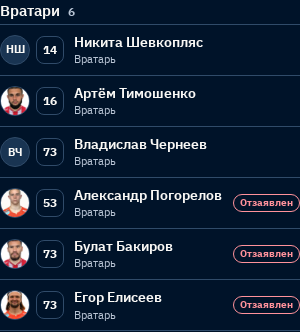 Вратари 6
НШ 14 Никита Шевкопляс
Вратарь
16 Артём Тимошенко
Вратарь
ВЧ 73 Владислав Чернеев
Вратарь
53 Александр Погорелов Отзаявлен
Вратарь
73 Булат Бакиров Отзаявлен
Вратарь
73 Егор Елисеев Отзаявлен
Вратарь